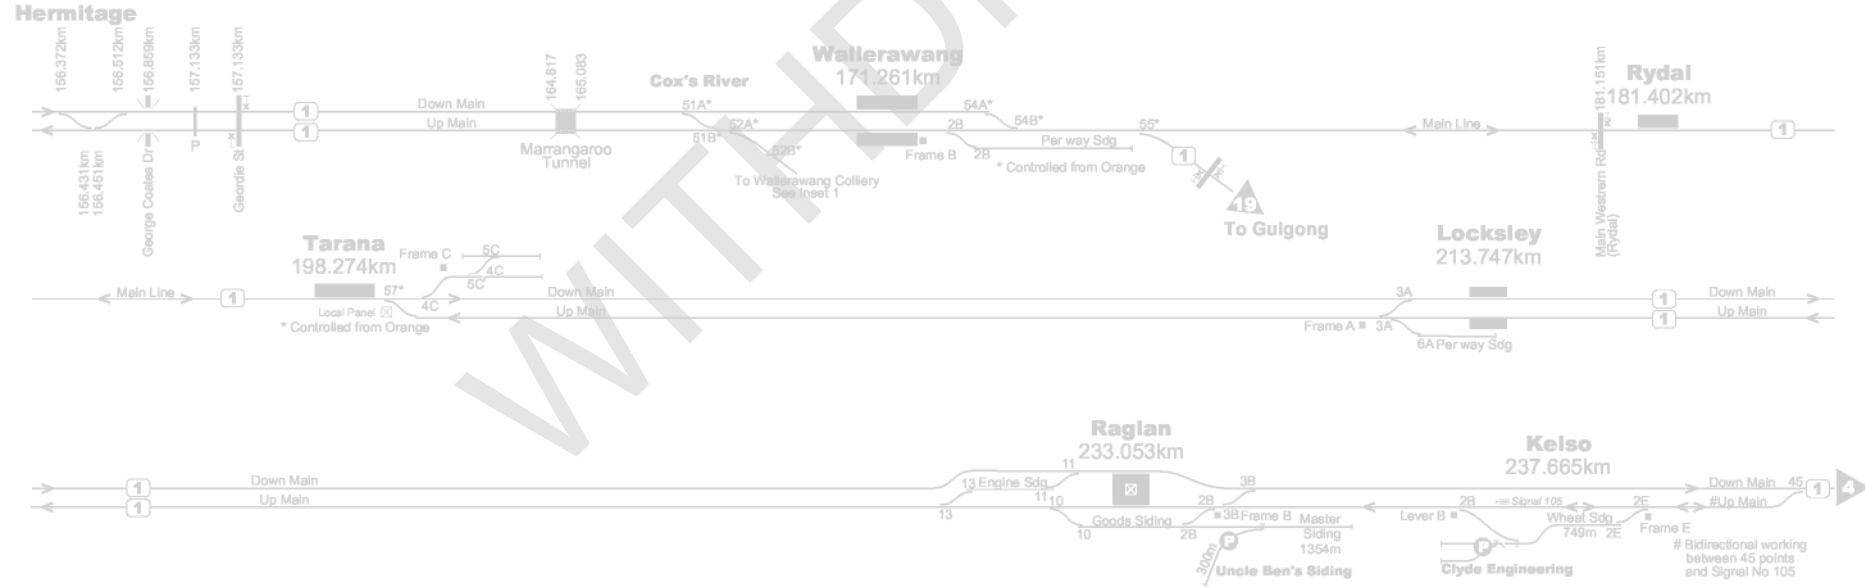 Hermitage
156.372km
156.512km
156.859km
157.133km
157.133km
Down Main
Up Main
1
1
164.817
165.083
Marrangaroo
Tunnel
Cox's River
51A*
51B*
52A*
52B*
To Wallerawang Colliery
See Inset 1
Wallerawang
171.261km
Frame B
2B
2B
54A*
54B*
Per way Sdg
* Controlled from Orange
55*
1
19
To Gulgong
Main Line
181.151km
Rydal
181.402km
1
Main Westrern Rd
(Rydal)
156.431km
156.451km
George Coates Dr
P
Geordie St
Tarana
198.274km
Frame C
5C
4C
5C
4C
Main Line
1
57*
Local Panel
* Controlled from Orange
Down Main
Up Main
Locksley
213.747km
3A
Frame A
3A
6A Per way Sdg
1
Down Main
1
Up Main
Raglan
233.053km
1
Down Main
1
Up Main
13 Engine Sdg
11
11
10
13
10
Goods Siding
2B
2B
3B
3B Frame B
Master
Siding
1354m
300m
P
Uncle Ben's Siding
Kelso
237.665km
Lever B
2B
Signal 105
Wheat Sdg
749m
2E
2E
Frame E
P
Clyde Engineering
Down Main
45
1
4
#Up Main
# Bidirectional working
between 45 points
and Signal No 105